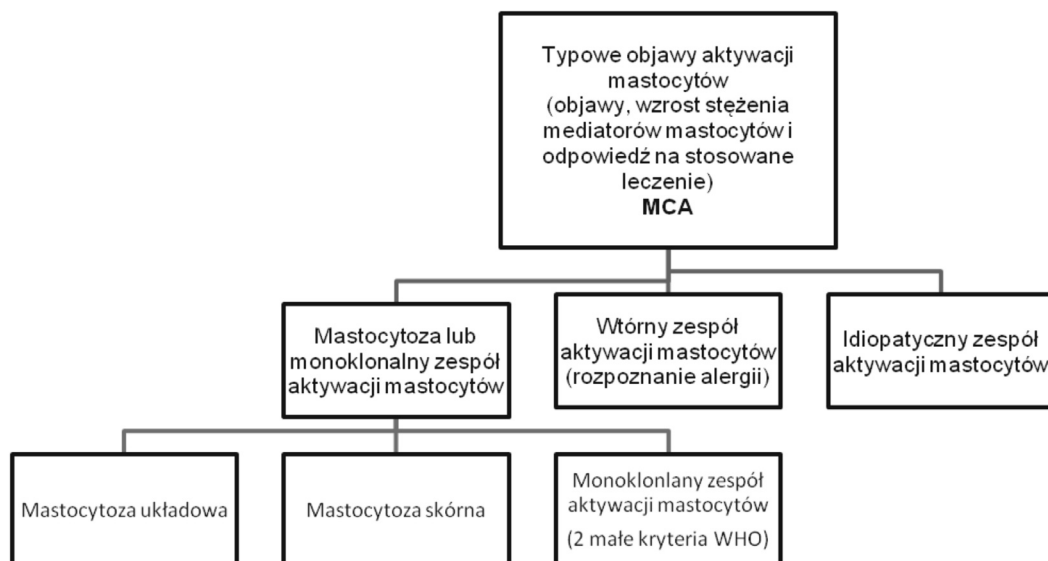 Typowe objawy aktywacji
mastocytów
(objawy, wzrost stężenia
mediatorów mastocytów i
odpowiedź na stosowane
leczenie)
MCA
Mastocytoza lub
monoklonalny zespół
aktywacji mastocytów
Wtórny zespół
aktywacji mastocytów
(rozpoznanie alergii)
Idiopatyczny zespół
aktywacji mastocytów
Mastocytoza układowa
Mastocytoza skórna
Monoklonlany zespół
aktywacji mastocytów
(2 małe kryteria WHO)